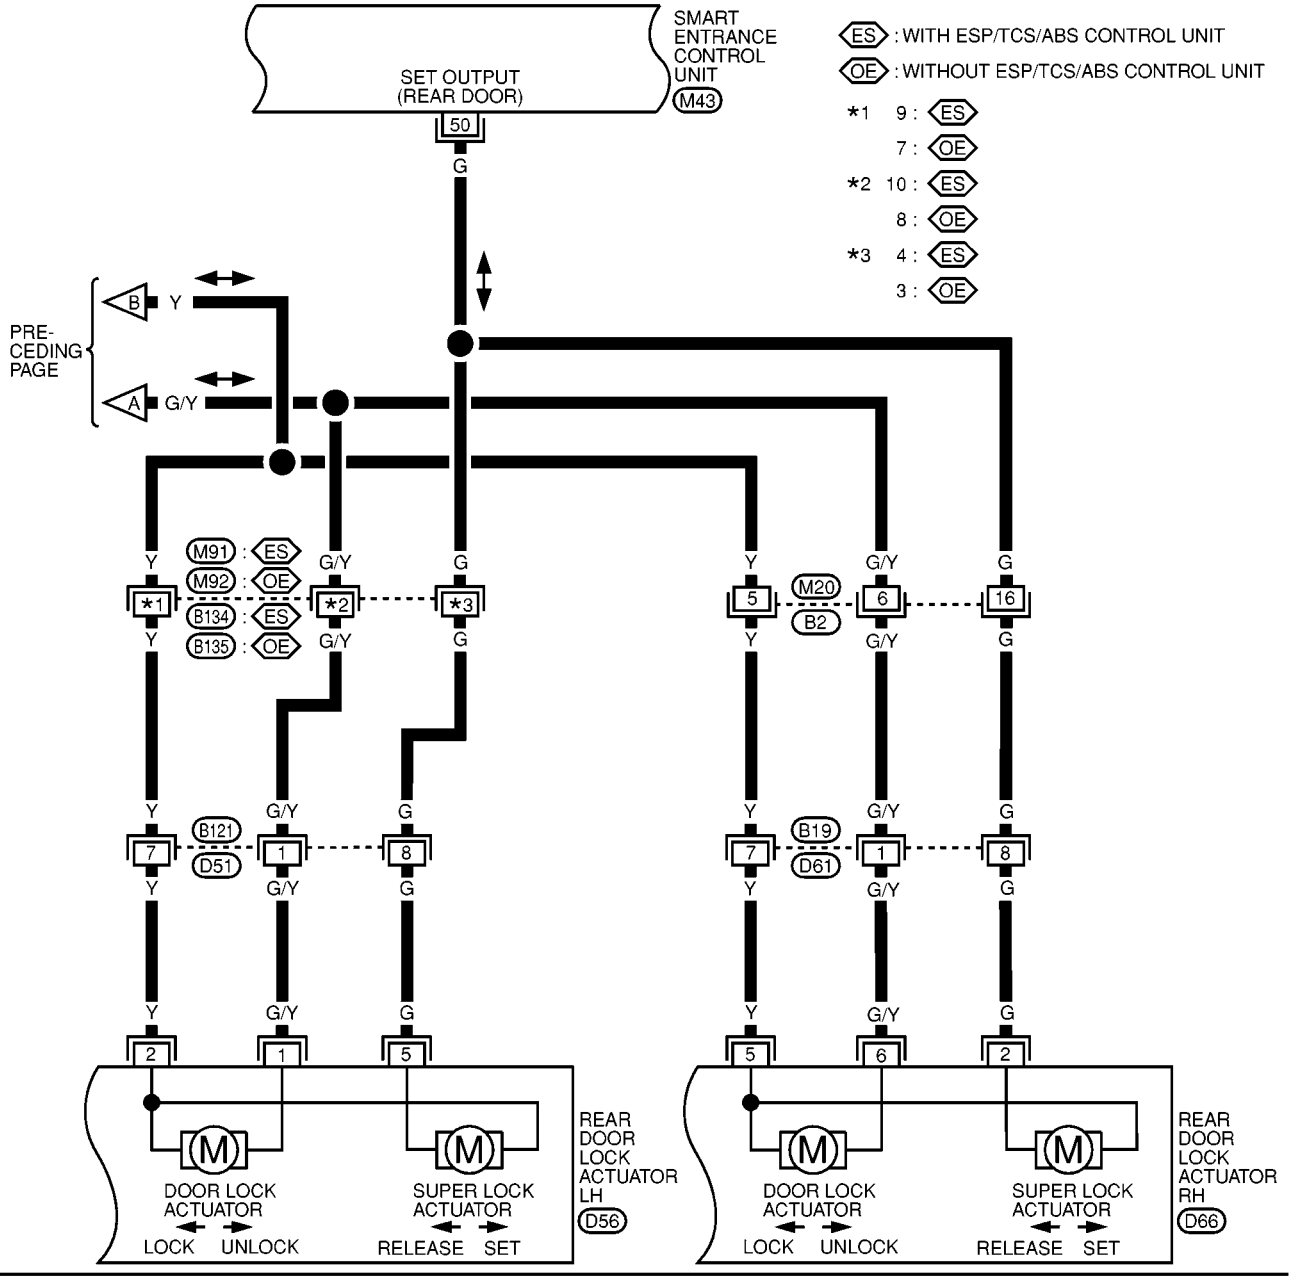 SMART
ENTRANCE
CONTROL
UNIT
M43
SET OUTPUT
(REAR DOOR)
50
G
ES : WITH ESP/TCS/ABS CONTROL UNIT
OE : WITHOUT ESP/TCS/ABS CONTROL UNIT
*1 9 : ES
7 : OE
*2 10 : ES
8 : OE
*3 4 : ES
3 : OE
PRE-
CEDING
PAGE
B Y
A G/Y
Y G/Y G Y G/Y G
M91 : ES
M92 : OE
*1 *2 *3 5 6 16
M20
B134 : ES
B2
B135 : OE
Y G/Y G Y G/Y G
Y G/Y G Y G/Y G
B121 B19
7 1 8 7 1 8
D51 D61
Y G/Y G Y G/Y G
Y G/Y G Y G/Y G
2 1 5 5 6 2
M M M M
DOOR LOCK
ACTUATOR
LOCK UNLOCK
SUPER LOCK
ACTUATOR
RELEASE SET
REAR
DOOR
LOCK
ACTUATOR
LH
D56
DOOR LOCK
ACTUATOR
LOCK UNLOCK
SUPER LOCK
ACTUATOR
RELEASE SET
REAR
DOOR
LOCK
ACTUATOR
RH
D66